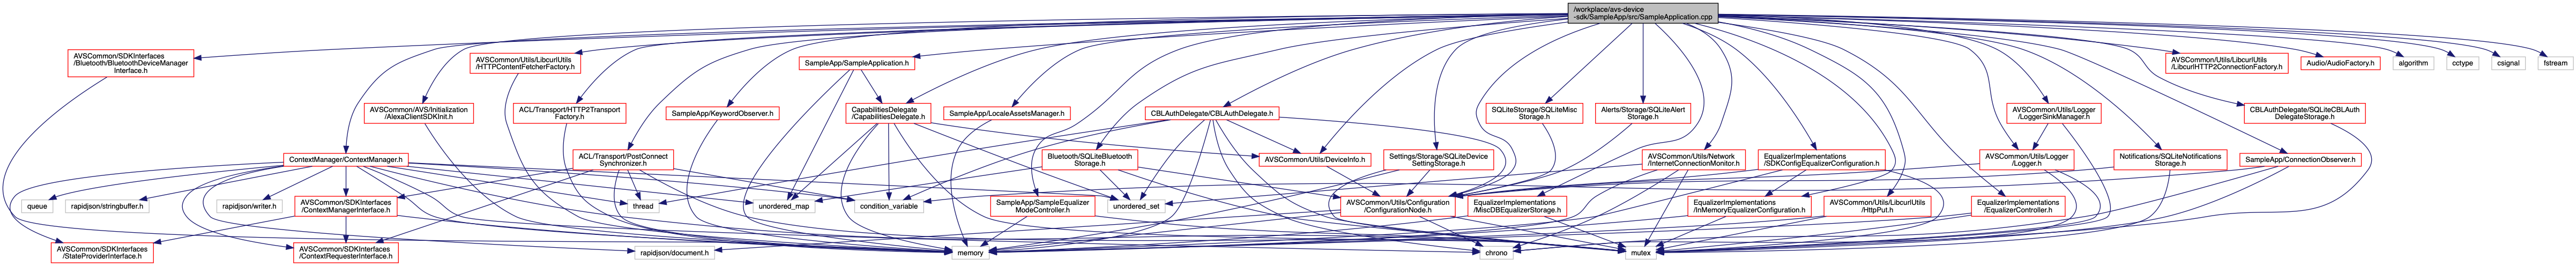 /workplace/avs-device
-sdk/SampleApp/src/SampleApplication.cpp
AVSCommon/SDKInterfaces
/Bluetooth/BluetoothDeviceManager
Interface.h
AVSCommon/Utils/LibcurlUtils
/HTTPContentFetcherFactory.h
SampleApp/SampleApplication.h
AVSCommon/Utils/LibcurlUtils
/LibcurlHTTP2ConnectionFactory.h
Audio/AudioFactory.h
algorithm
cctype
csignal
fstream
AVSCommon/AVS/Initialization
/AlexaClientSDKInit.h
ACL/Transport/HTTP2Transport
Factory.h
SampleApp/KeywordObserver.h
CapabilitiesDelegate
/CapabilitiesDelegate.h
SampleApp/LocaleAssetsManager.h
CBLAuthDelegate/CBLAuthDelegate.h
SQLiteStorage/SQLiteMisc
Storage.h
Alerts/Storage/SQLiteAlert
Storage.h
AVSCommon/Utils/Logger
/LoggerSinkManager.h
CBLAuthDelegate/SQLiteCBLAuth
DelegateStorage.h
ContextManager/ContextManager.h
ACL/Transport/PostConnect
Synchronizer.h
Bluetooth/SQLiteBluetooth
Storage.h
AVSCommon/Utils/DeviceInfo.h
Settings/Storage/SQLiteDevice
SettingStorage.h
AVSCommon/Utils/Network
/InternetConnectionMonitor.h
EqualizerImplementations
/SDKConfigEqualizerConfiguration.h
AVSCommon/Utils/Logger
/Logger.h
Notifications/SQLiteNotifications
Storage.h
SampleApp/ConnectionObserver.h
queue
rapidjson/stringbuffer.h
rapidjson/writer.h
AVSCommon/SDKInterfaces
/ContextManagerInterface.h
thread
unordered_map
condition_variable
unordered_set
SampleApp/SampleEqualizer
ModeController.h
AVSCommon/Utils/Configuration
/ConfigurationNode.h
EqualizerImplementations
/MiscDBEqualizerStorage.h
EqualizerImplementations
/InMemoryEqualizerConfiguration.h
AVSCommon/Utils/LibcurlUtils
/HttpPut.h
EqualizerImplementations
/EqualizerController.h
AVSCommon/SDKInterfaces
/StateProviderInterface.h
AVSCommon/SDKInterfaces
/ContextRequesterInterface.h
rapidjson/document.h
memory
chrono
mutex